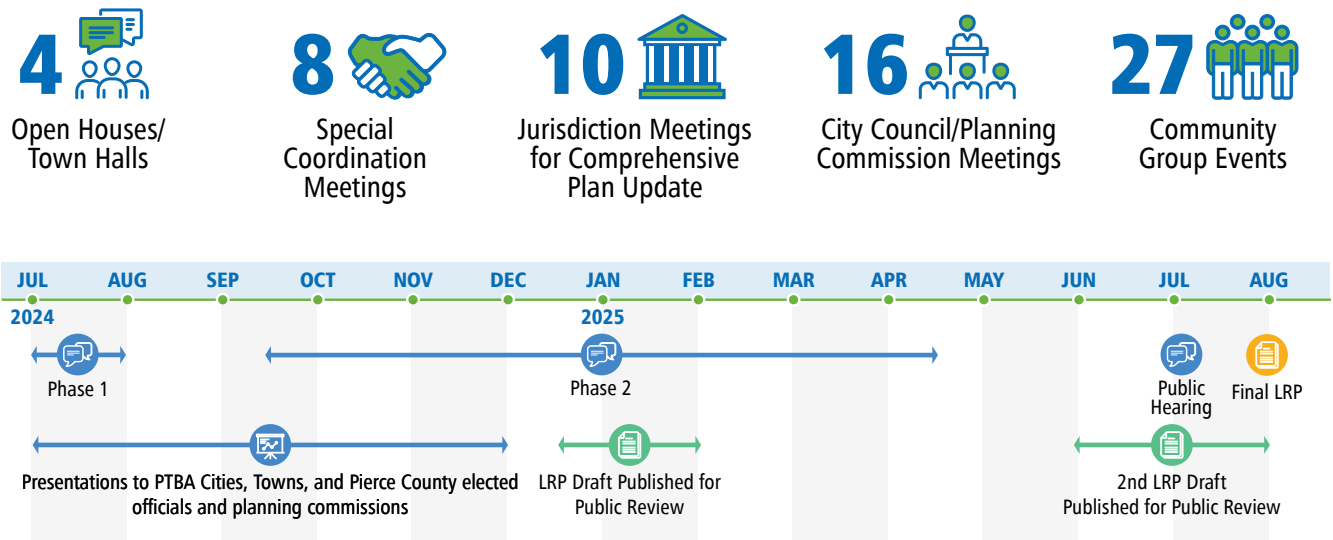 4
Open Houses/
Town Halls
8
Special
Coordination
Meetings
10
Jurisdiction Meetings
for Comprehensive
Plan Update
16
City Council/Planning
Commission Meetings
27
Community
Group Events
JUL AUG SEP OCT NOV DEC JAN FEB MAR APR MAY JUN JUL AUG
2024 2025
Phase 1
Phase 2
Public
Hearing
Final LRP
Presentations to PTBA Cities, Towns, and Pierce County elected
officials and planning commissions
LRP Draft Published for
Public Review
2nd LRP Draft
Published for Public Review